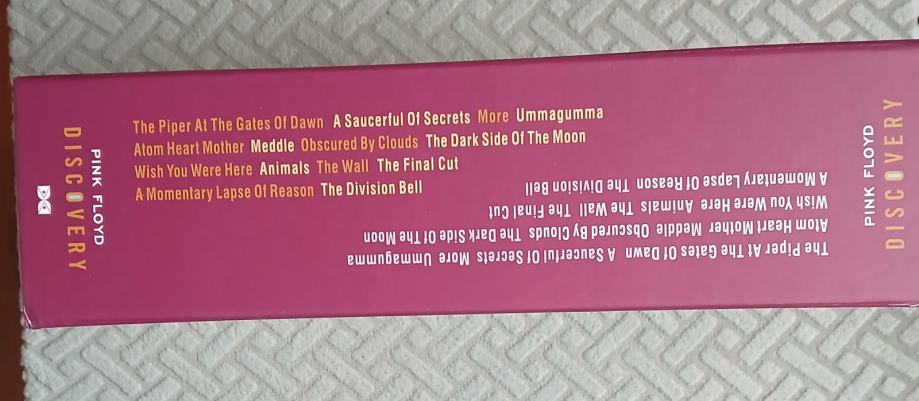 PINK FLOYD
DISCOVERY
The Piper At The Gates Of Dawn A Saucerful Of Secrets More Ummagumma
Atom Heart Mother Meddle Obscured By Clouds The Dark Side Of The Moon
Wish You Were Here Animals The Wall The Final Cut
A Momentary Lapse Of Reason The Division Bell
The Piper At The Gates Of Dawn A Saucerful Of Secrets More Ummagumma
Atom Heart Mother Meddle Obscured By Clouds The Dark Side Of The Moon
Wish You Were Here Animals The Wall The Final Cut
A Momentary Lapse Of Reason The Division Bell
PINK FLOYD
DISCOVERY